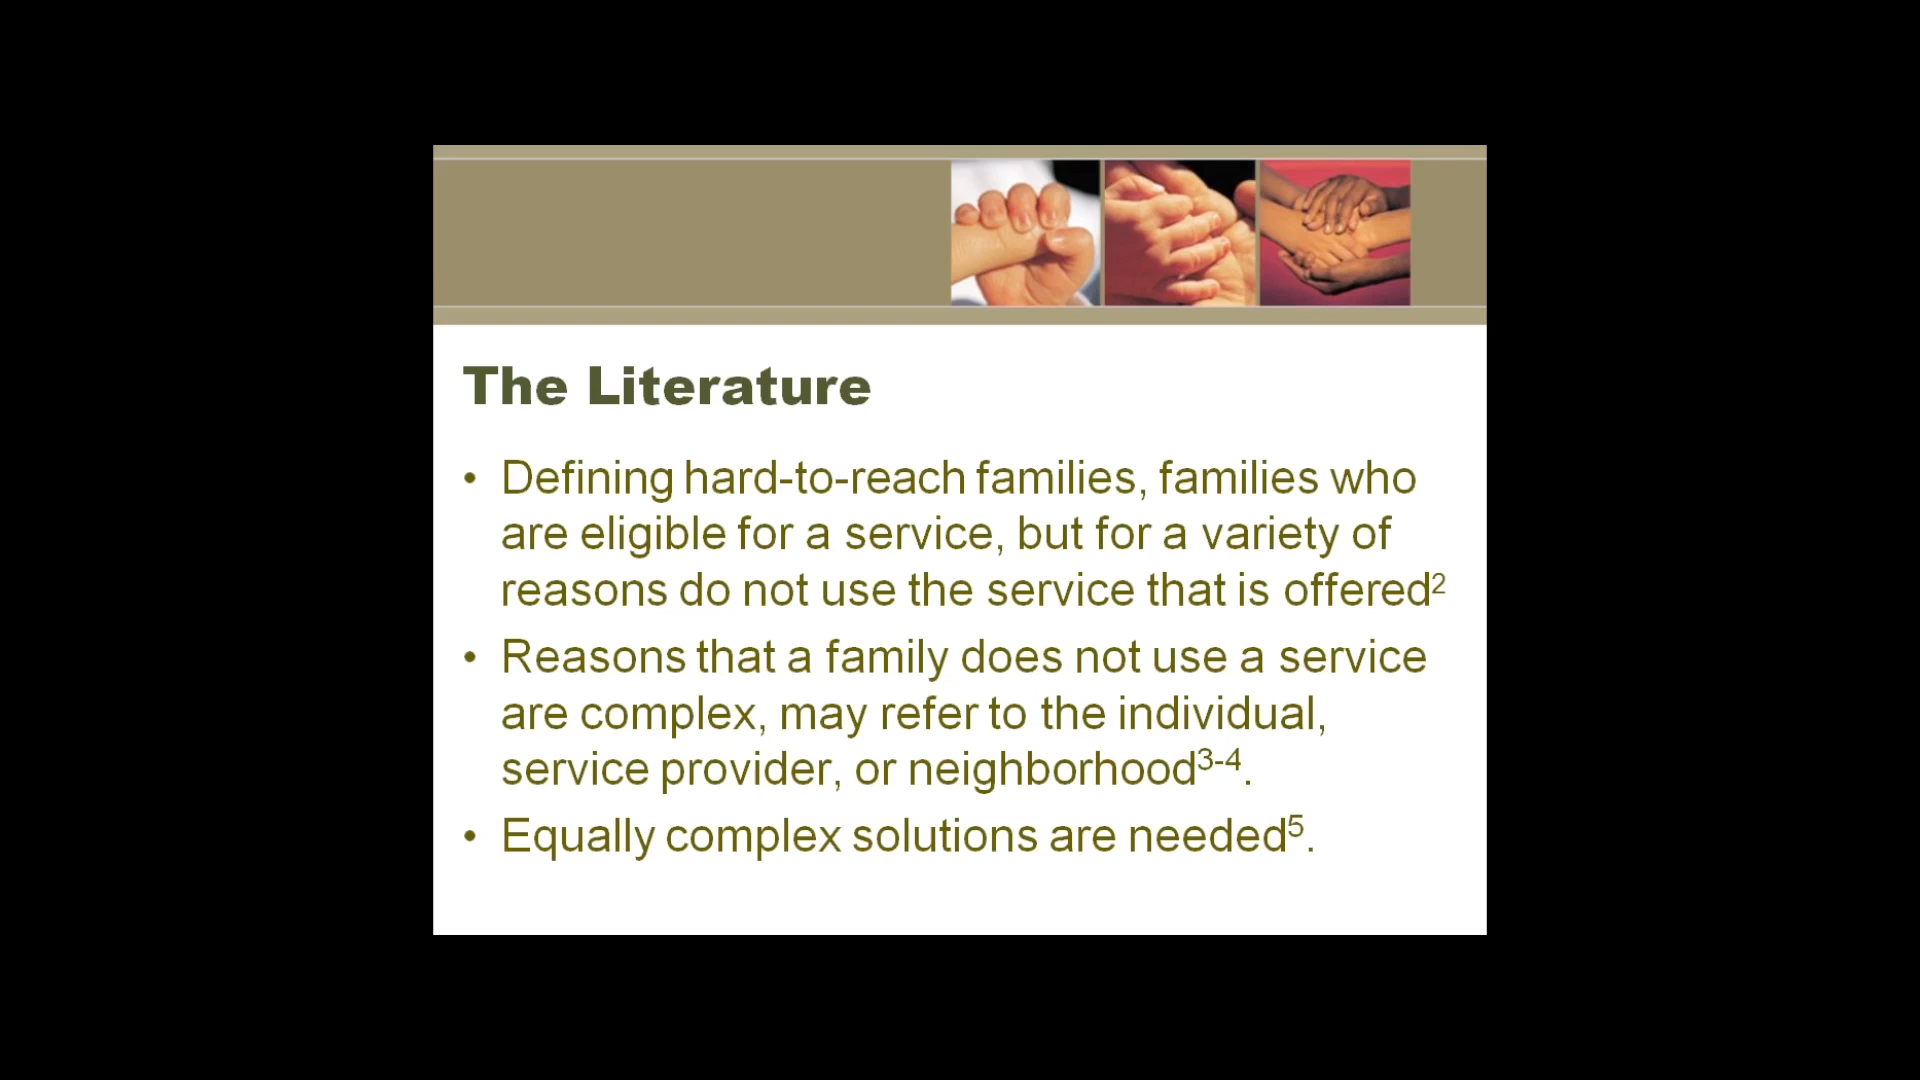 The Literature
• Defining hard-to-reach families, families who
are eligible for a service, but for a variety of
reasons do not use the service that is offered²
• Reasons that a family does not use a service
are complex, may refer to the individual,
service provider, or neighborhood³⁻⁴.
• Equally complex solutions are needed⁵.